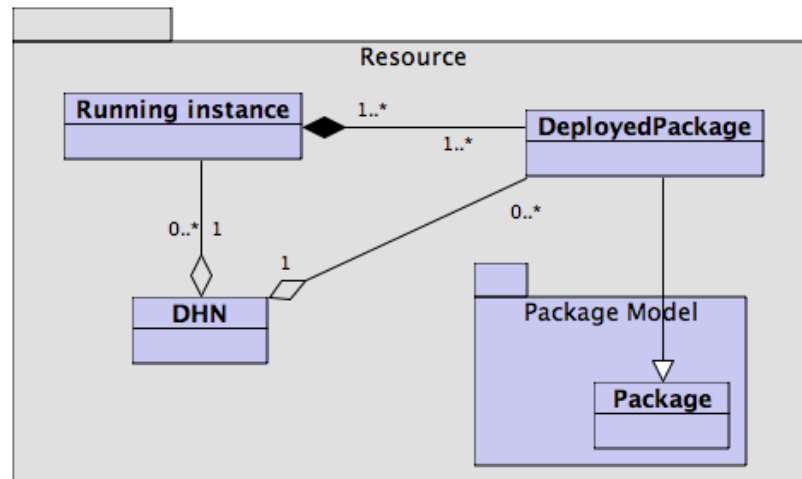 Resource
Running instance
1..*
1..*
DeployedPackage
0..* 1
0..*
1
DHN
Package Model
Package